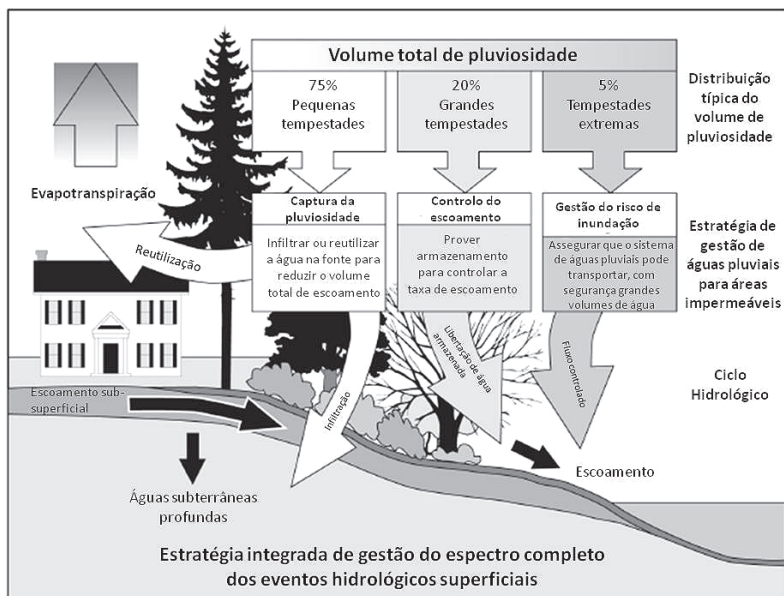 Volume total de pluviosidade
75%
Pequenas
tempestades
20%
Grandes
tempestades
5%
Tempestades
extremas
Distribuição
típica do
volume de
pluviosidade
Evapotranspiração
Captura da
pluviosidade
Infiltrar ou reutilizar
a água na fonte para
reduzir o volume
total de escoamento
Controlo do
escoamento
Prover
armazenamento
para controlar a
taxa de escoamento
Gestão do risco de
inundação
Assegurar que o sistema
de águas pluviais pode
transportar, com
segurança grandes
volumes de água
Estratégia de
gestão de
águas pluviais
para áreas
impermeáveis
Reutilização
Infiltração
Libertação de água
armazenada
Fluxo controlado
Ciclo
Hidrológico
Escoamento sub-
superficial
Escoamento
Águas subterrâneas
profundas
Estratégia integrada de gestão do espectro completo
dos eventos hidrológicos superficiais